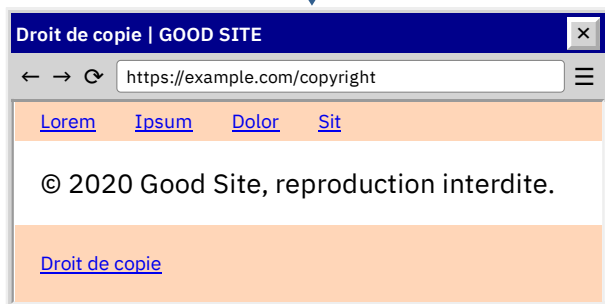 Droit de copie | GOOD SITE
https://example.com/copyright
Lorem Ipsum Dolor Sit
© 2020 Good Site, reproduction interdite.
Droit de copie